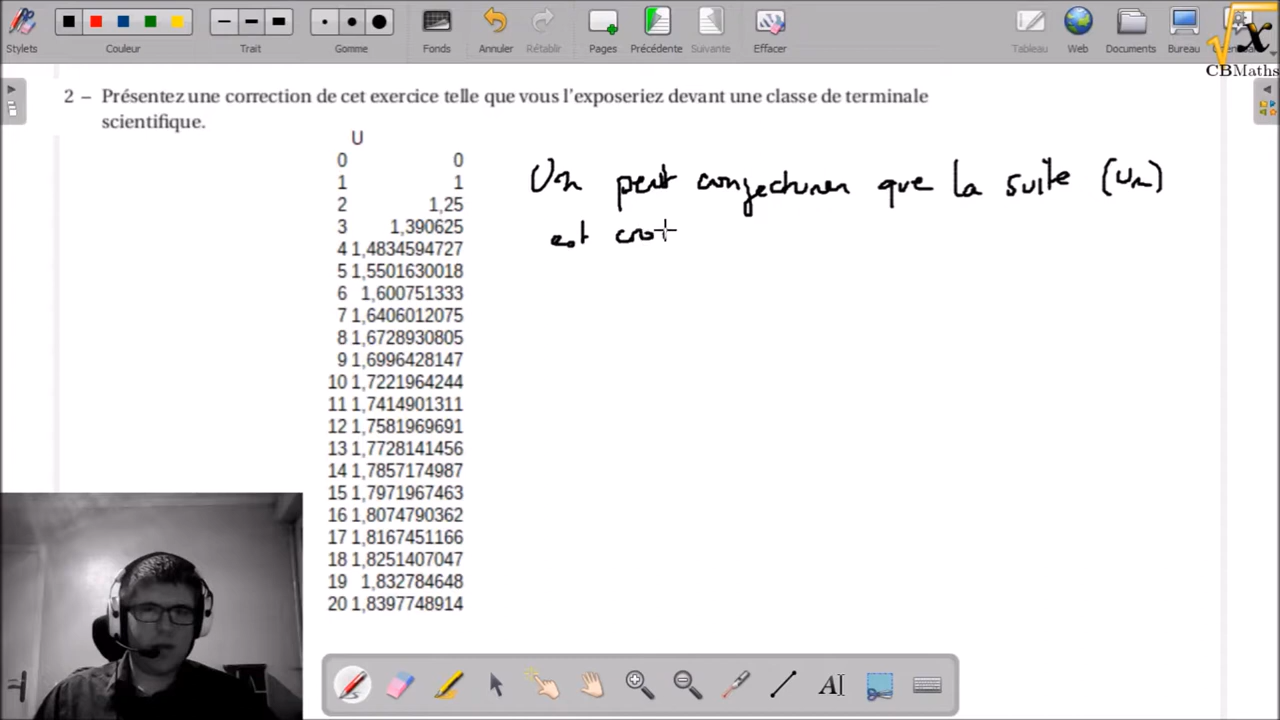 Stylets Couleur Trait Gomme Fonds Annuler Rétablir Pages Précédente Suivante Effacer Tableau Web Documents Bureau
CBMaths
2 – Présentez une correction de cet exercice telle que vous l'exposeriez devant une classe de terminale
scientifique.
U
0 0
1 1
2 1,25
3 1,390625
4 1,4834594727
5 1,5501630018
6 1,600751333
7 1,6406012075
8 1,6728930805
9 1,6996428147
10 1,7221964244
11 1,7414901311
12 1,7581969691
13 1,7728141456
14 1,7857174987
15 1,7971967463
16 1,8074790362
17 1,8167451166
18 1,8251407047
19 1,832784648
20 1,8397748914
On peut conjecturer que la suite (Un)
est croi
AI